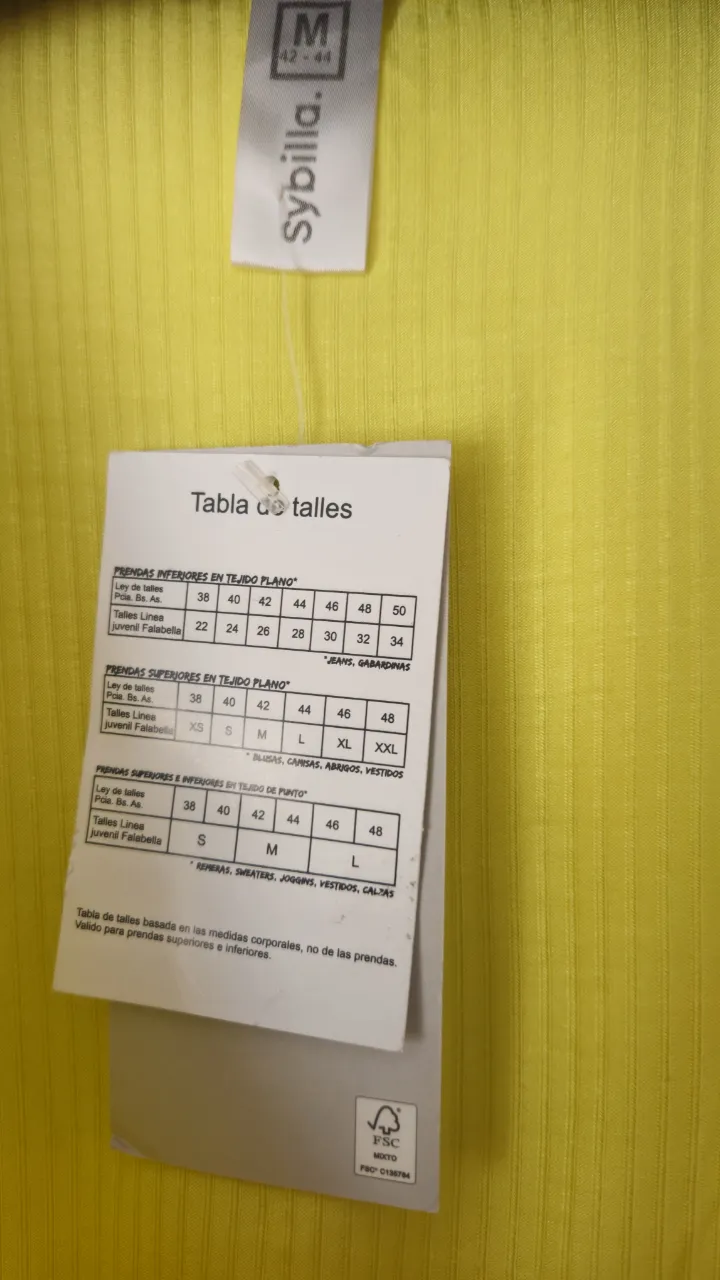 M
42 - 44
Sybilla.
Tabla de talles
PRENDAS INFERIORES EN TEJIDO PLANO*
Ley de talles Pcia. Bs. As. 38 40 42 44 46 48 50
Talles Linea juvenil Falabella 22 24 26 28 30 32 34
*JEANS, GABARDINAS
PRENDAS SUPERIORES EN TEJIDO PLANO*
Ley de talles Pcia. Bs. As. 38 40 42 44 46 48
Talles Linea juvenil Falabella XS S M L XL XXL
* BLUSAS, CAMISAS, ABRIGOS, VESTIDOS
PRENDAS SUPERIORES E INFERIORES EN TEJIDO DE PUNTO*
Ley de talles Pcia. Bs. As. 38 40 42 44 46 48
Talles Linea juvenil Falabella S M L
* REMERAS, SWEATERS, JOGGINS, VESTIDOS, CALZAS
Tabla de talles basada en las medidas corporales, no de las prendas.
Valido para prendas superiores e inferiores.
FSC
MIXTO